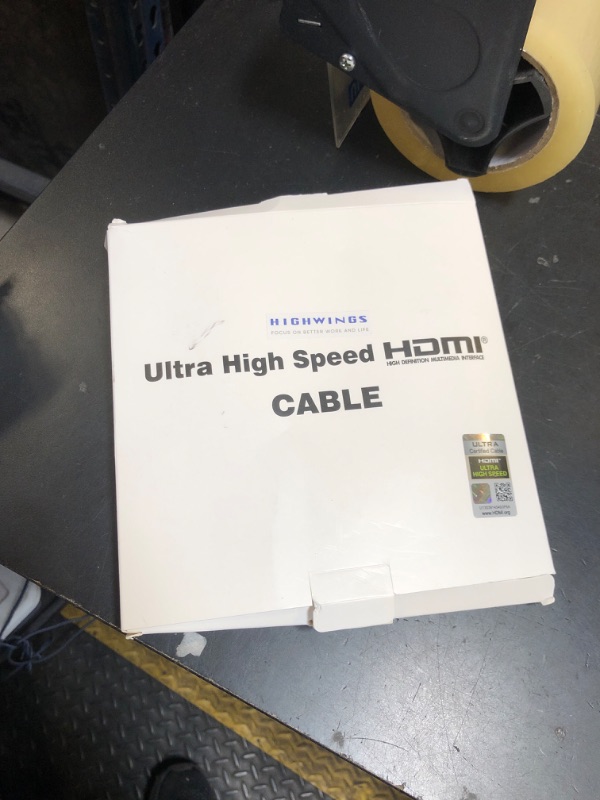 HIGHWINGS
FOCUS ON BETTER WORK AND LIFE
Ultra High Speed HDMI®
HIGH DEFINITION MULTIMEDIA INTERFACE
CABLE
ULTRA
Certified Cable
HDMI
ULTRA
HIGH SPEED
www.HDMI.org